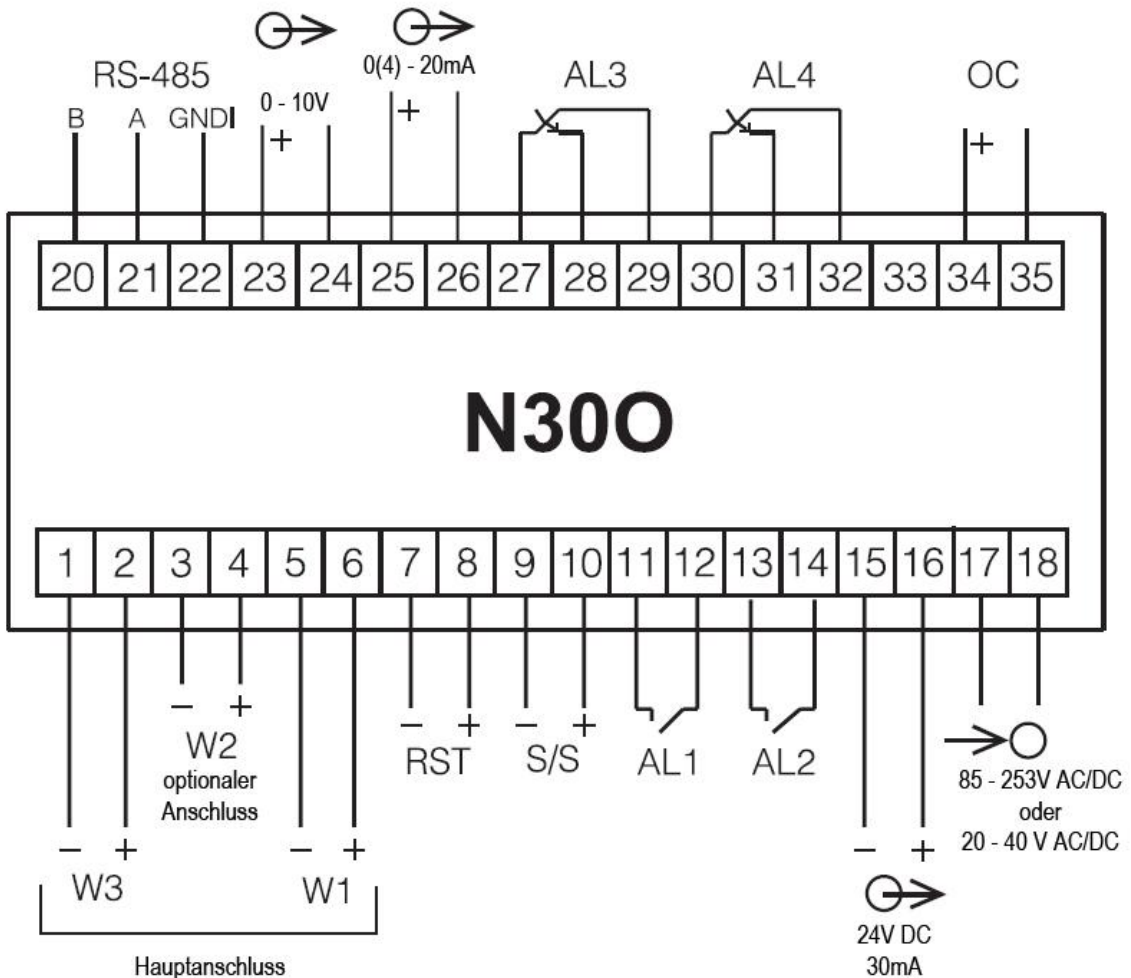 RS-485
B A GND
0 - 10V
+
0(4) - 20mA
+
AL3
AL4
OC
+
20 21 22 23 24 25 26 27 28 29 30 31 32 33 34 35
N30O
1 2 3 4 5 6 7 8 9 10 11 12 13 14 15 16 17 18
- +
W2
optionaler
Anschluss
- +
RST
- +
S/S
AL1
AL2
85 - 253V AC/DC
oder
20 - 40 V AC/DC
- +
W3
- +
W1
Hauptanschluss
- +
24V DC
30mA